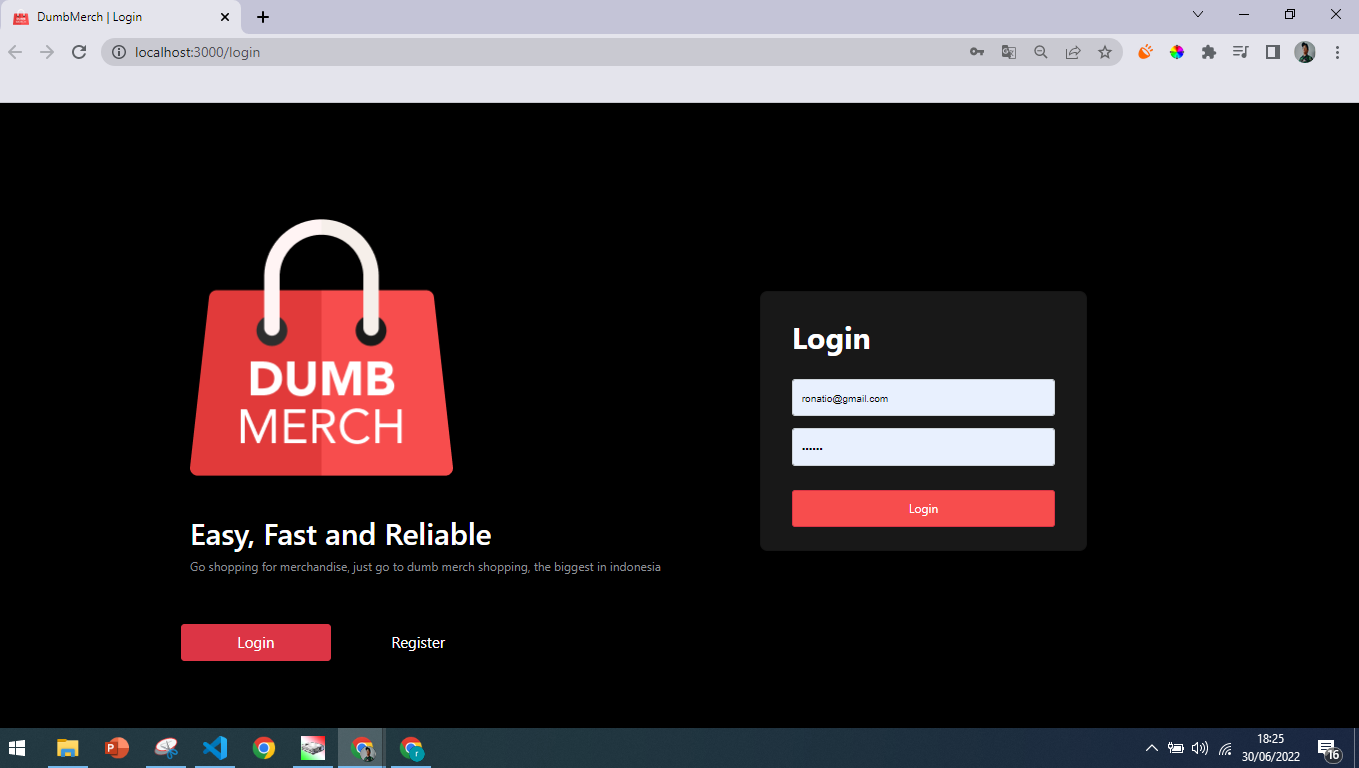 DumbMerch | Login
localhost:3000/login
DUMB
MERCH
Easy, Fast and Reliable
Go shopping for merchandise, just go to dumb merch shopping, the biggest in indonesia
Login
Register
Login
ronatio@gmail.com
••••••
Login
18:25
30/06/2022
16